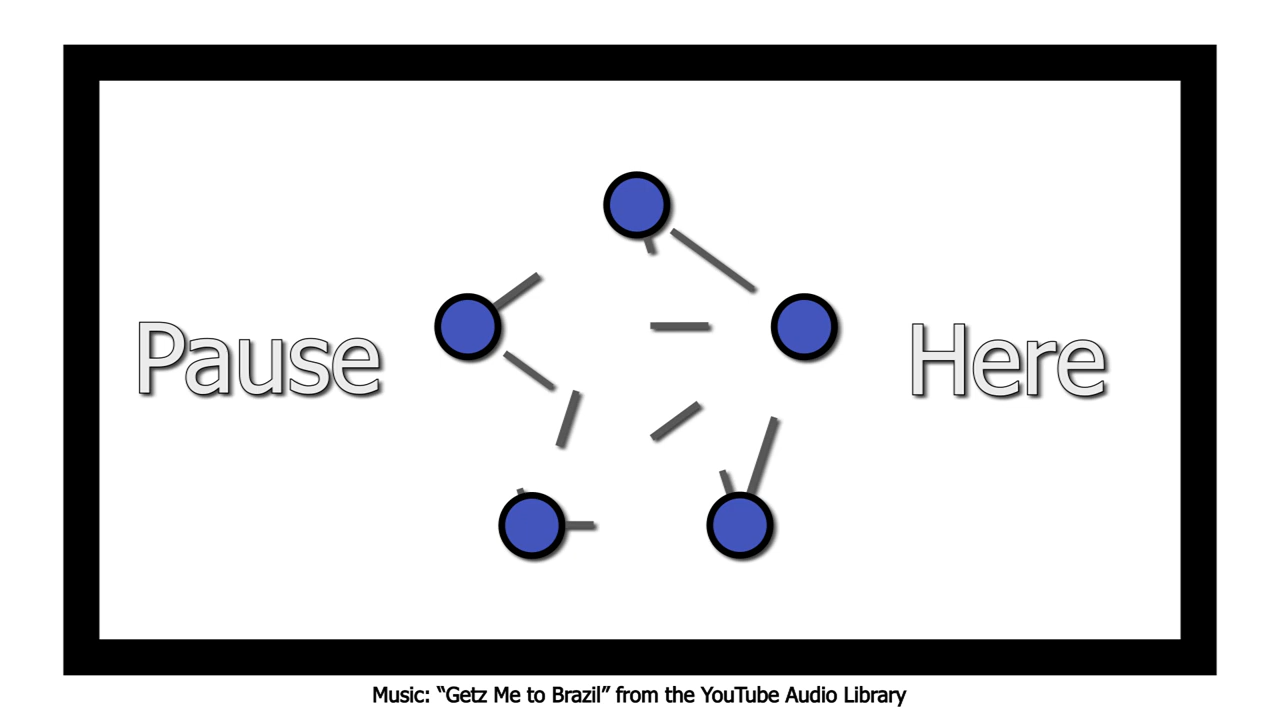 Pause Here
Music: “Getz Me to Brazil” from the YouTube Audio Library